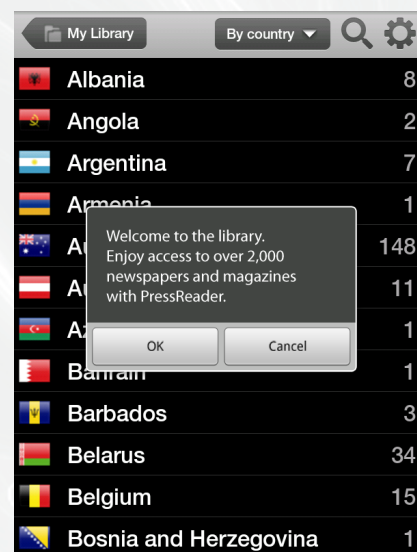 My Library
By country
Albania 8
Angola 2
Argentina 7
Armenia 1
148
Welcome to the library.
Enjoy access to over 2,000
newspapers and magazines
with PressReader.
11
1
OK Cancel
Bahrain 1
Barbados 3
Belarus 34
Belgium 15
Bosnia and Herzegovina 1